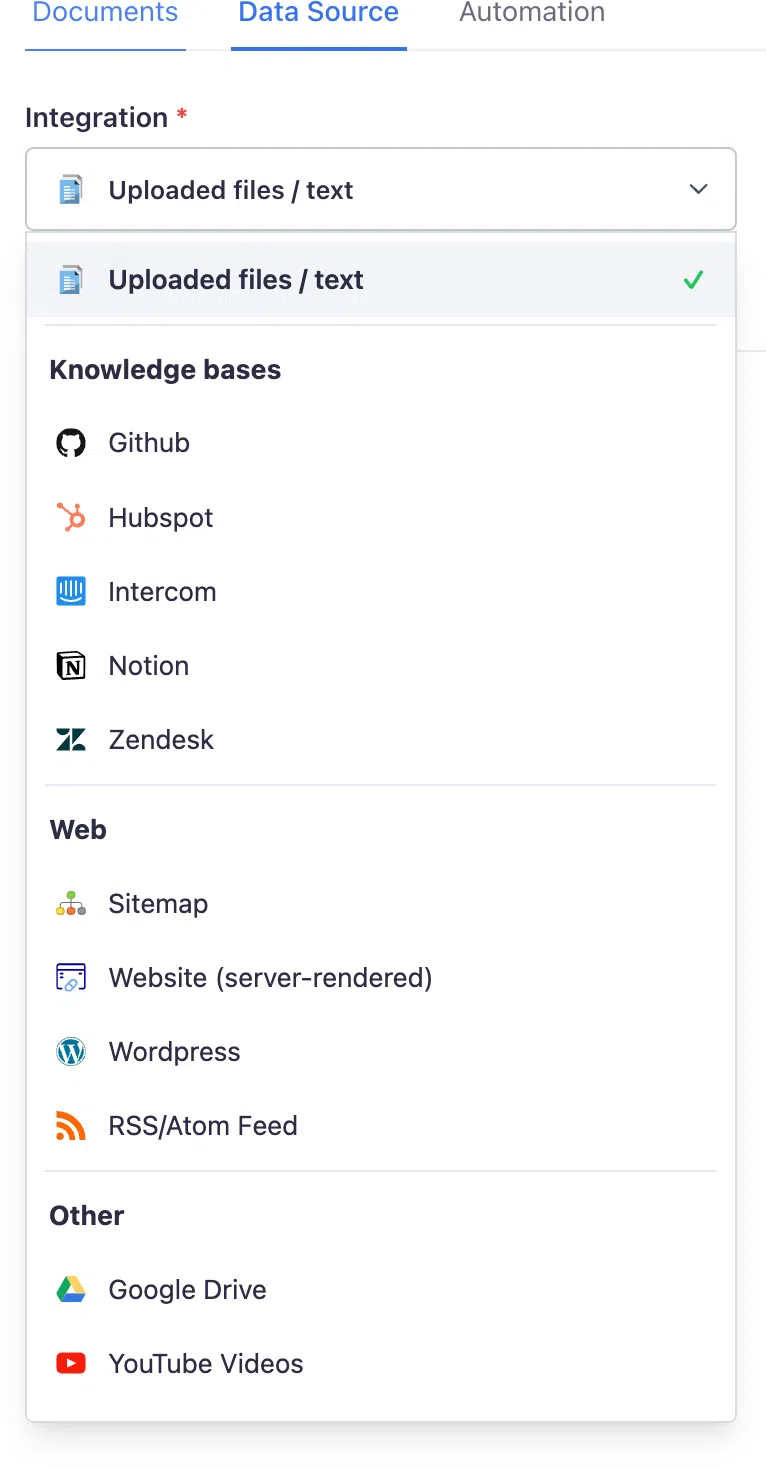 Documents Data Source Automation
Integration *
Uploaded files / text
Uploaded files / text
Knowledge bases
Github
Hubspot
Intercom
Notion
Zendesk
Web
Sitemap
Website (server-rendered)
Wordpress
RSS/Atom Feed
Other
Google Drive
YouTube Videos